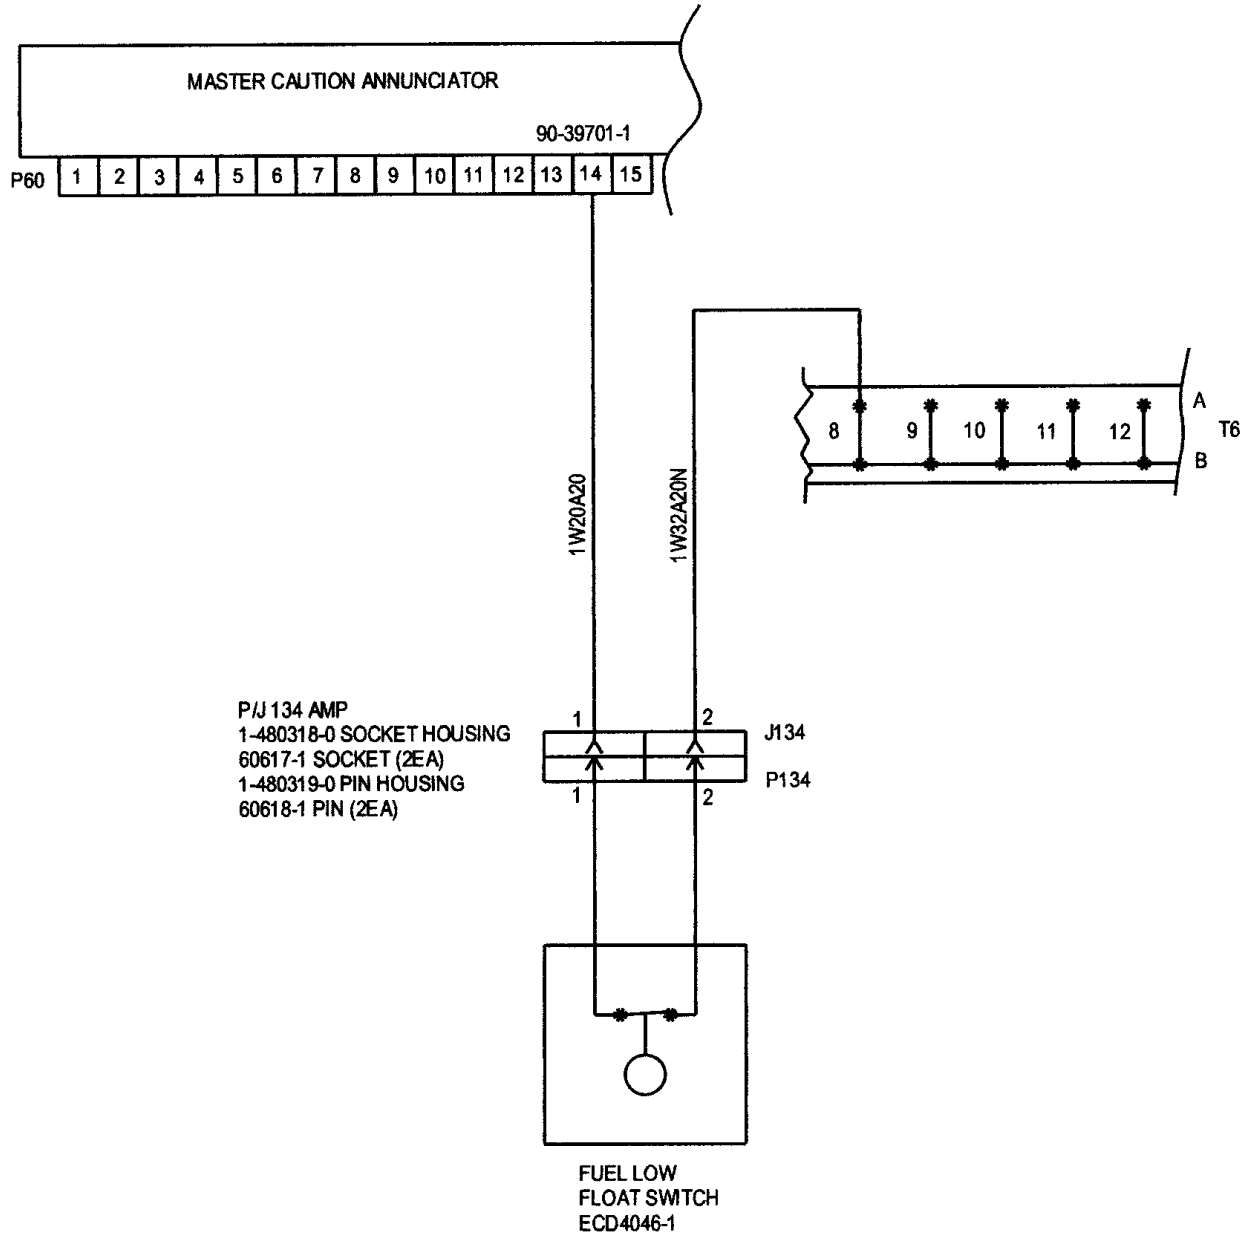 MASTER CAUTION ANNUNCIATOR
90-39701-1
P60 1 2 3 4 5 6 7 8 9 10 11 12 13 14 15
A
8 9 10 11 12 T6
B
1W20A20
1W32A20N
P/J 134 AMP
1-480318-0 SOCKET HOUSING
60617-1 SOCKET (2EA)
1-480319-0 PIN HOUSING
60618-1 PIN (2EA)
1 2
J134
P134
1 2
FUEL LOW
FLOAT SWITCH
ECD4046-1